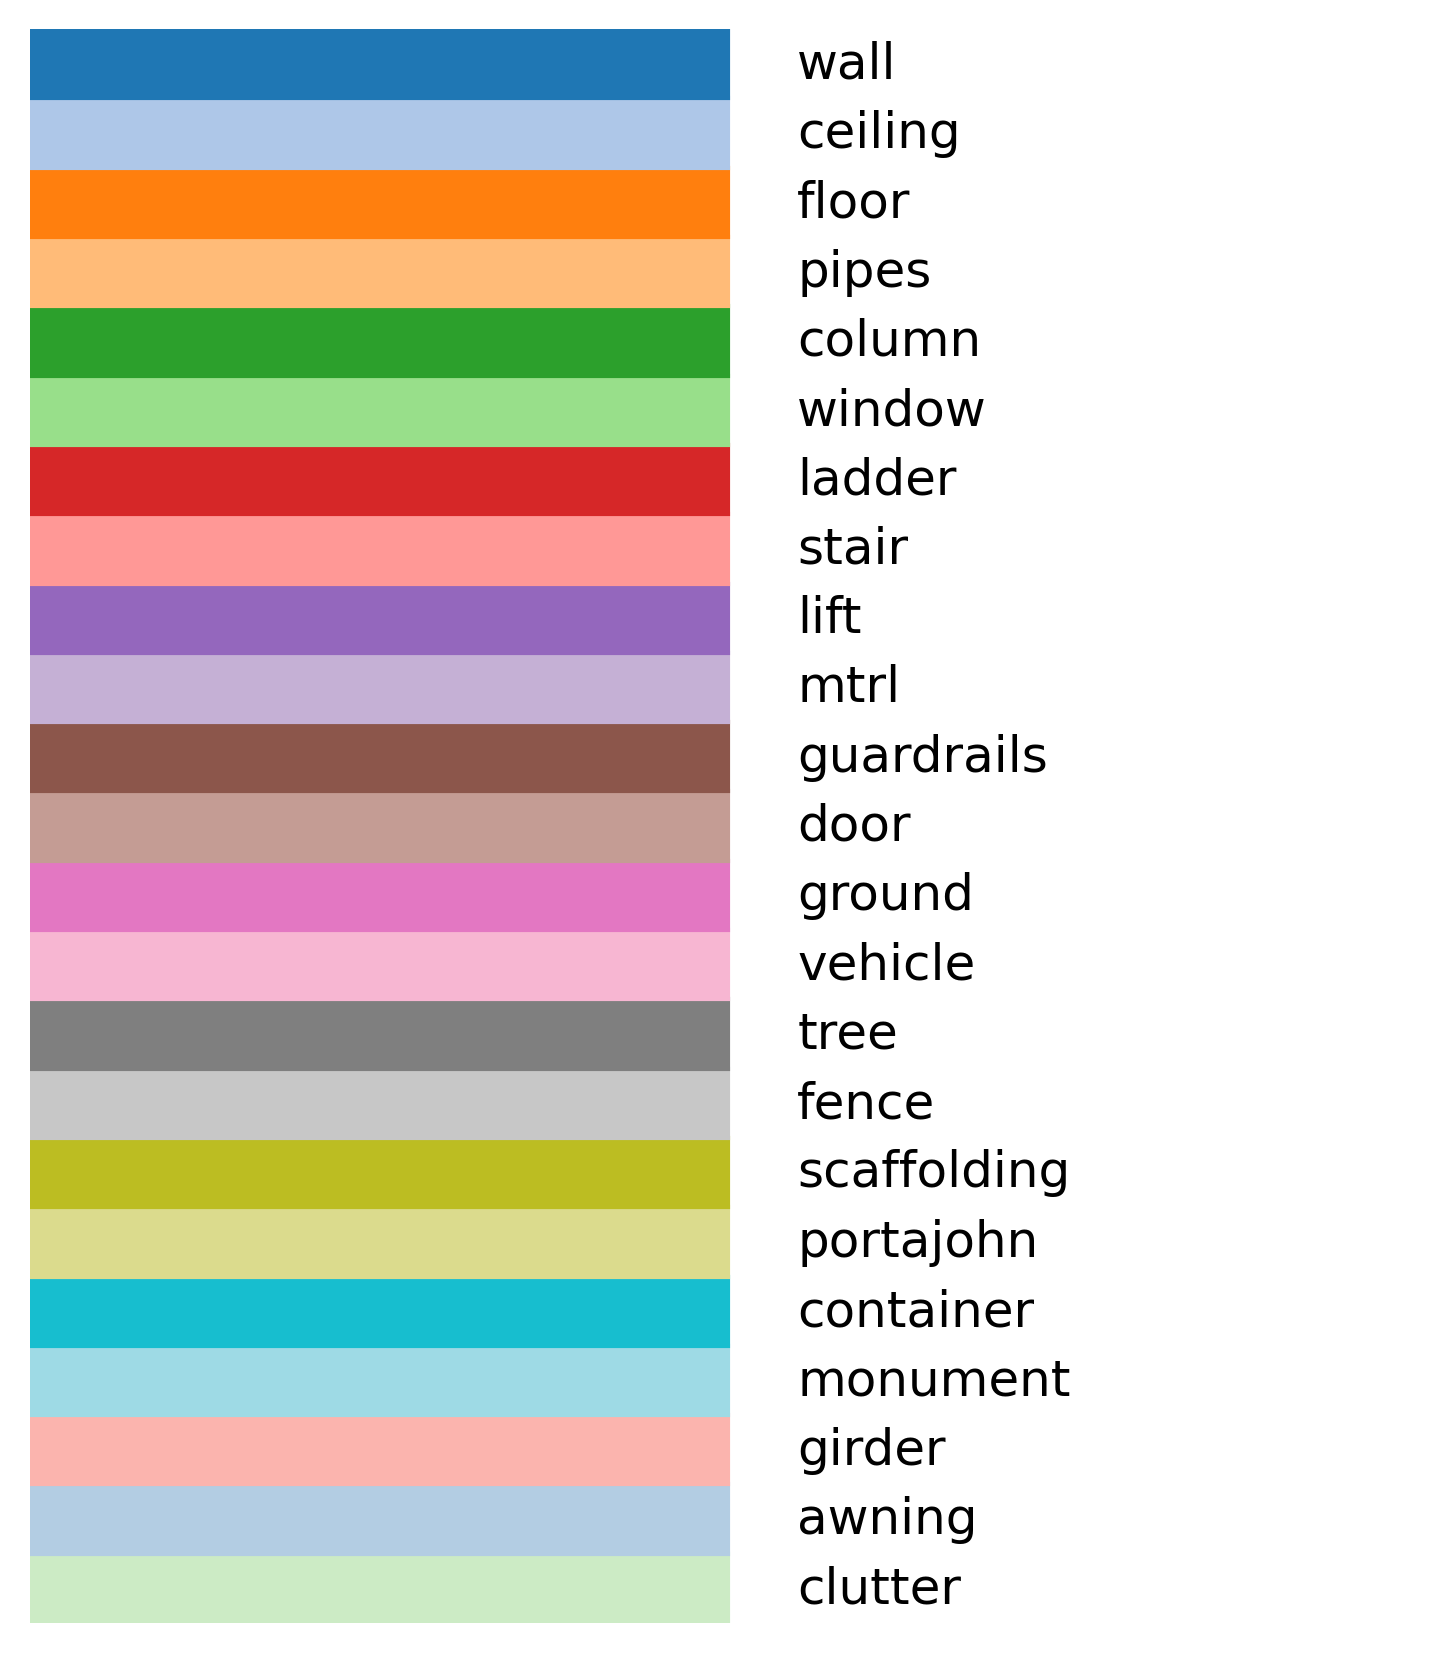 wall
ceiling
floor
pipes
column
window
ladder
stair
lift
mtrl
guardrails
door
ground
vehicle
tree
fence
scaffolding
portajohn
container
monument
girder
awning
clutter